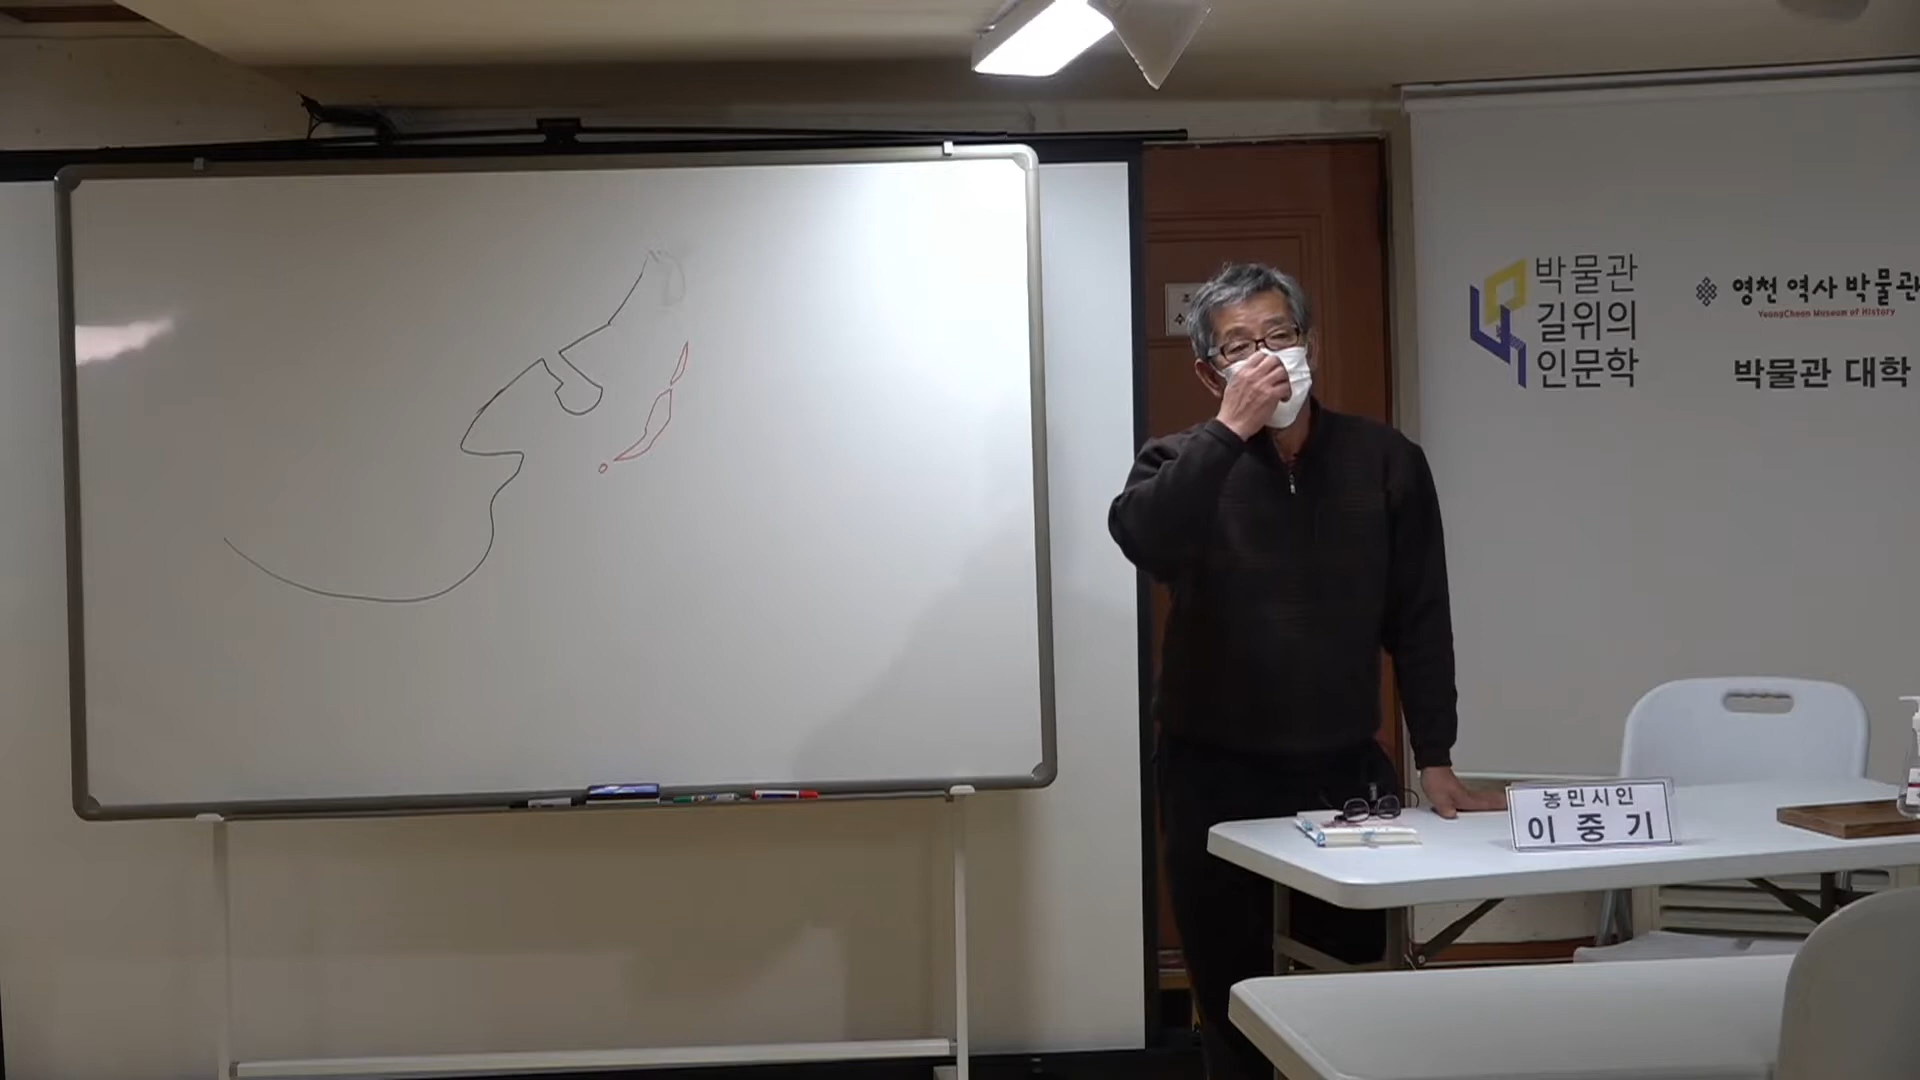 박물관
길위의
인문학
영천 역사 박물관
YeongCheon Museum of History
박물관 대학
농민시인
이 중 기